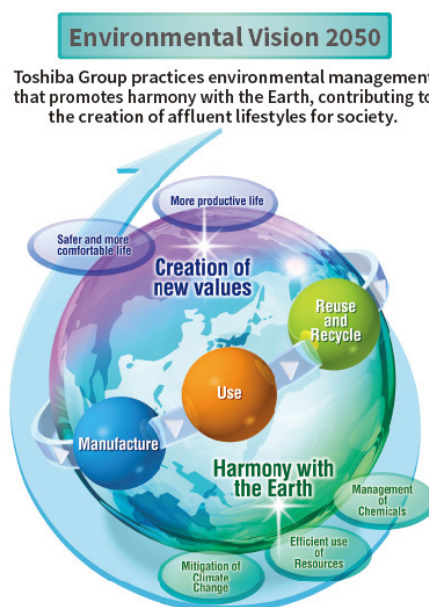 Environmental Vision 2050
Toshiba Group practices environmental management
that promotes harmony with the Earth, contributing to
the creation of affluent lifestyles for society.
More productive life
Safer and more
comfortable life
Creation of
new values
Reuse
and
Recycle
Use
Manufacture
Harmony with
the Earth
Management
of
Chemicals
Efficient use
of
Resources
Mitigation of
Climate
Change